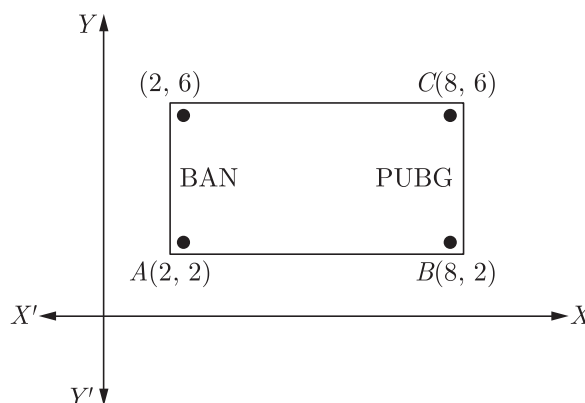 Y
(2, 6) C(8, 6)
BAN PUBG
A(2, 2) B(8, 2)
X' X
Y'